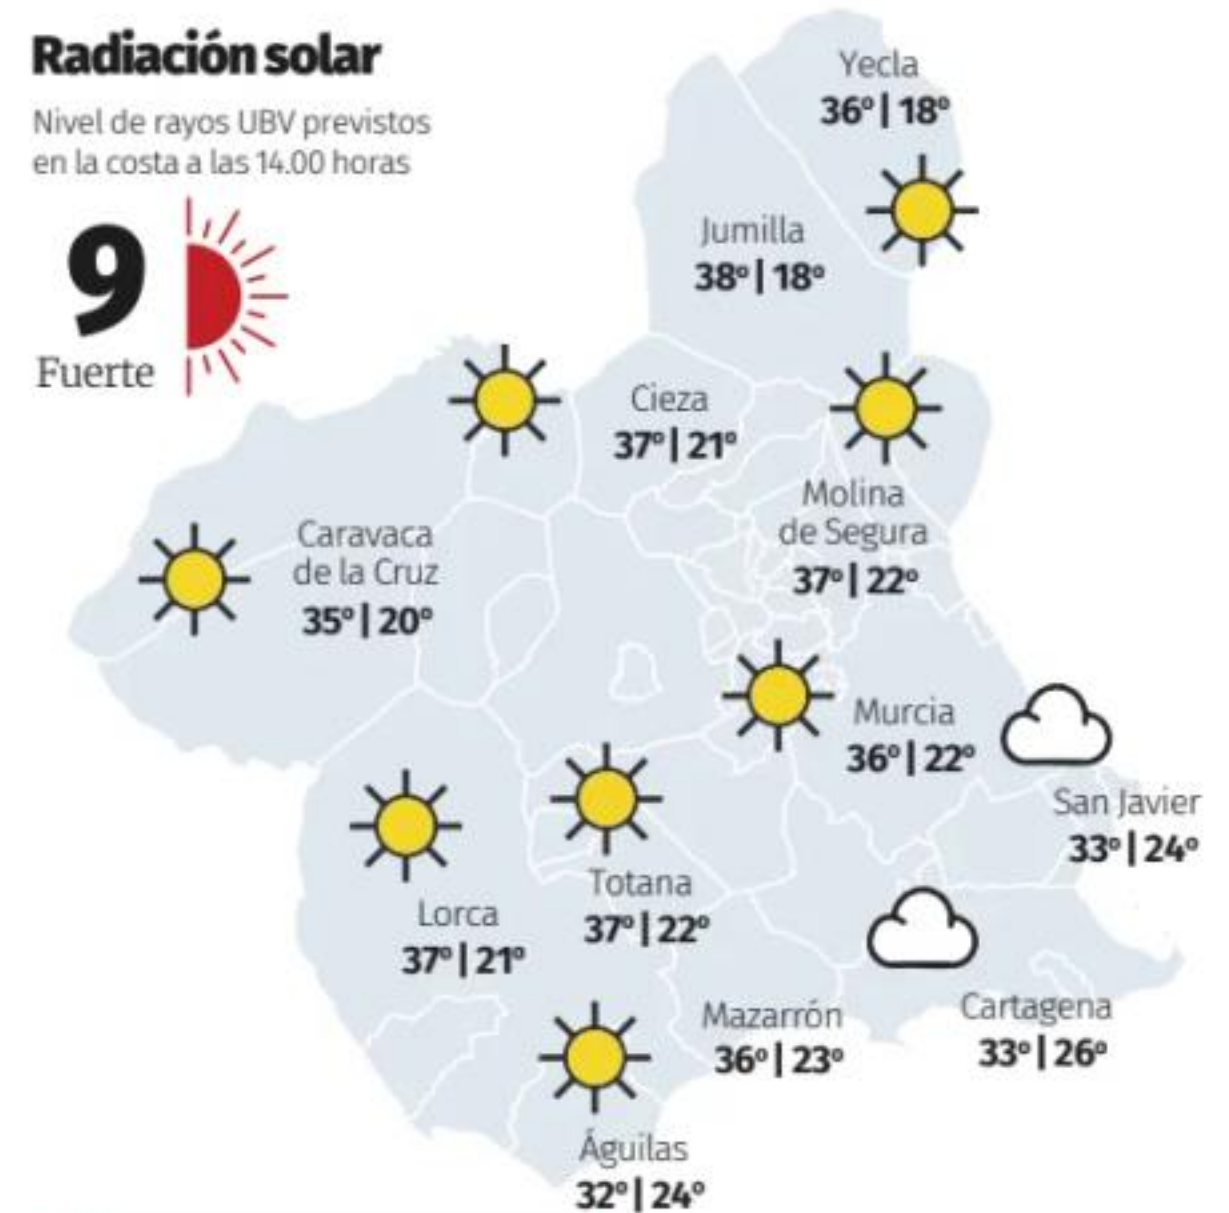 Radiación solar
Nivel de rayos UBV previstos
en la costa a las 14.00 horas
9
Fuerte
Yecla
36º | 18º
Jumilla
38º | 18º
Cieza
37º | 21º
Molina
de Segura
37º | 22º
Caravaca
de la Cruz
35º | 20º
Murcia
36º | 22º
San Javier
33º | 24º
Totana
37º | 22º
Lorca
37º | 21º
Mazarrón
36º | 23º
Cartagena
33º | 26º
Águilas
32º | 24º